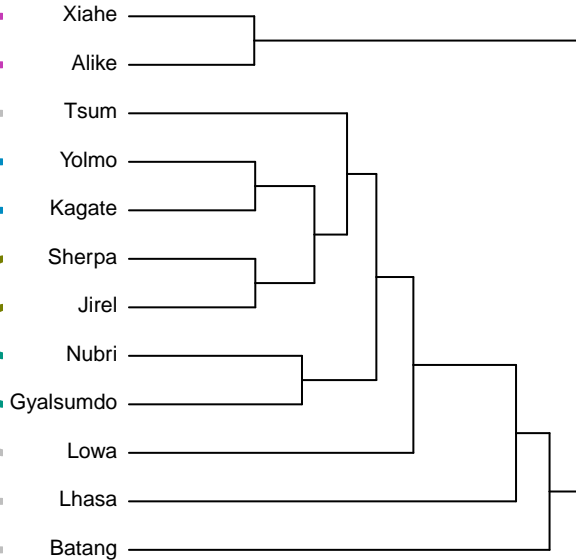 Xiahe
Alike
Tsum
Yolmo
Kagate
Sherpa
Jirel
Nubri
Gyalsumdo
Lowa
Lhasa
Batang